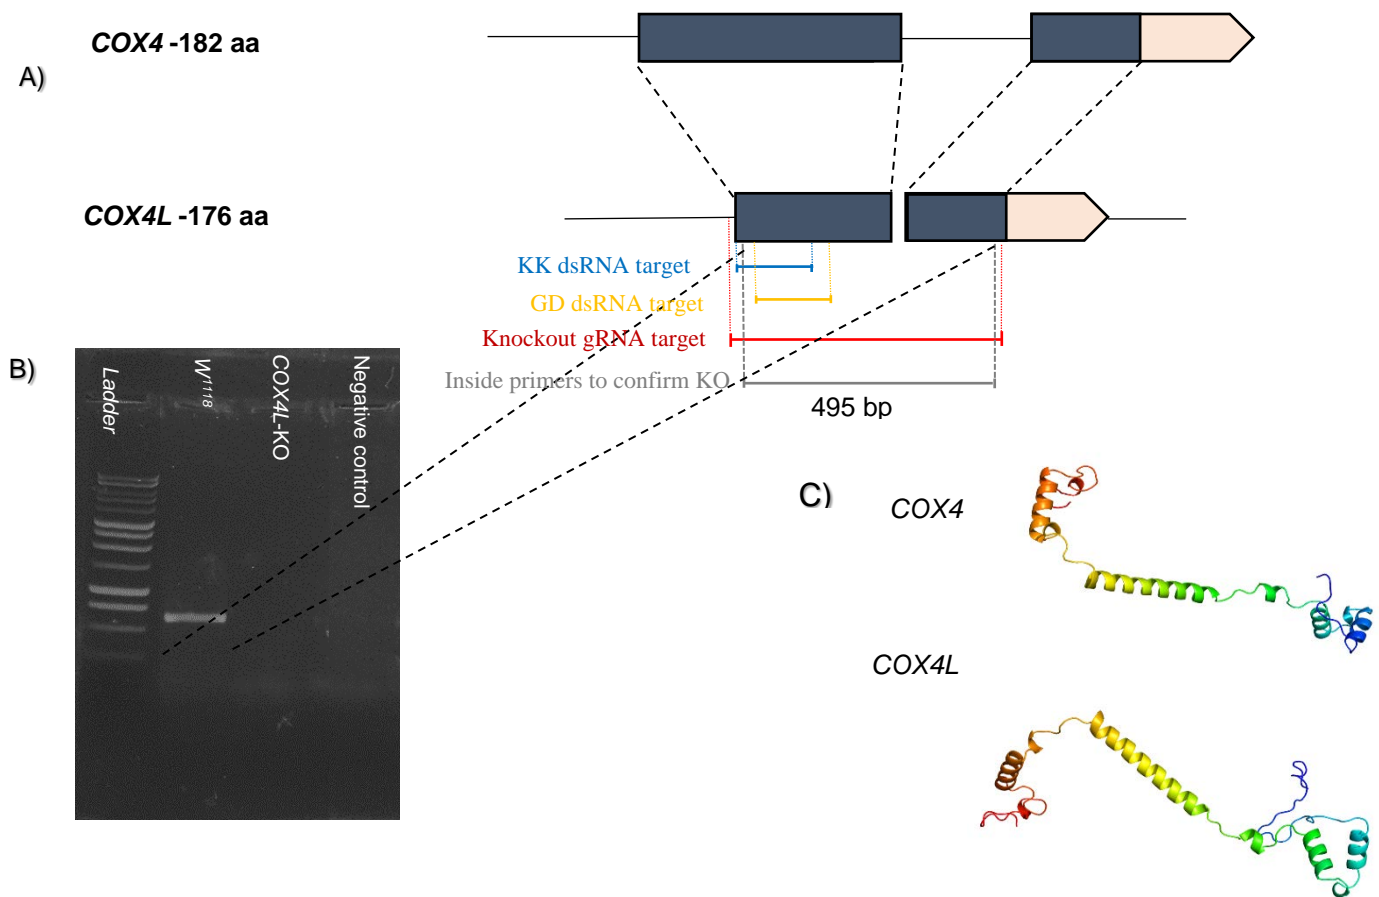 COX4 -182 aa
A)
COX4L -176 aa
KK dsRNA target
GD dsRNA target
Knockout gRNA target
Inside primers to confirm KO
495 bp
B)
Ladder
W1118
COX4L-KO
Negative control
C)
COX4
COX4L